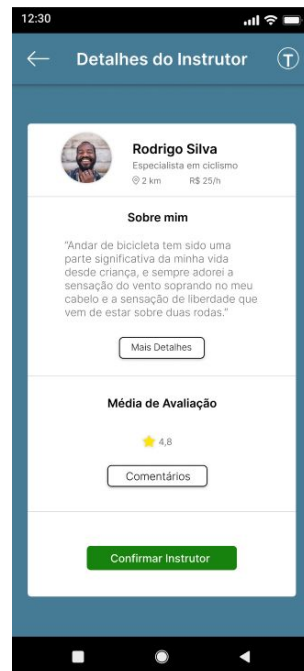 12:30
Detalhes do Instrutor
T
Rodrigo Silva
Especialista em ciclismo
2 km R$ 25/h
Sobre mim
"Andar de bicicleta tem sido uma
parte significativa da minha vida
desde criança, e sempre adorei a
sensação do vento soprando no meu
cabelo e a sensação de liberdade que
vem de estar sobre duas rodas."
Mais Detalhes
Média de Avaliação
4,8
Comentários
Confirmar Instrutor